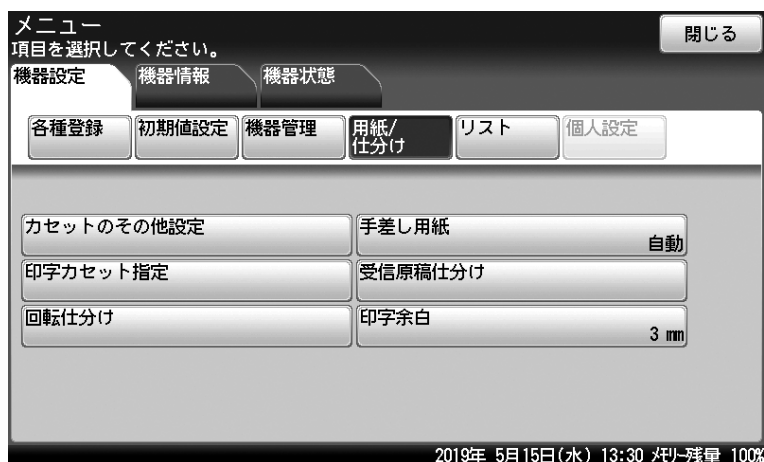 メニュー
閉じる
項目を選択してください。
機器設定 機器情報 機器状態
各種登録 初期値設定 機器管理 用紙/ リスト 個人設定
仕分け
カセットのその他設定 手差し用紙
自動
印字カセット指定 受信原稿仕分け
回転仕分け 印字余白
3 mm
2019年 5月15日(水) 13:30 ﾒﾓﾘｰ残量 100%